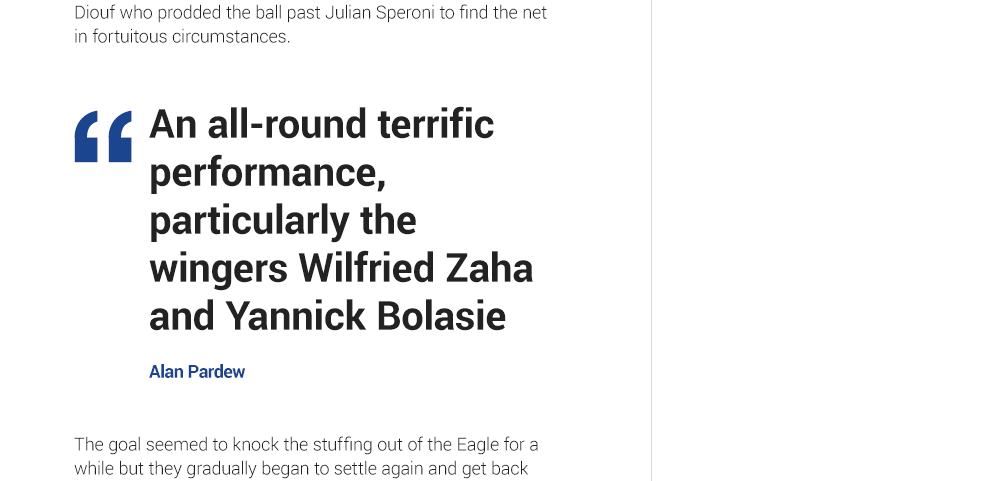 Diouf who prodded the ball past Julian Speroni to find the net
in fortuitous circumstances.
“ An all-round terrific
performance,
particularly the
wingers Wilfried Zaha
and Yannick Bolasie
Alan Pardew
The goal seemed to knock the stuffing out of the Eagle for a
while but they gradually began to settle again and get back